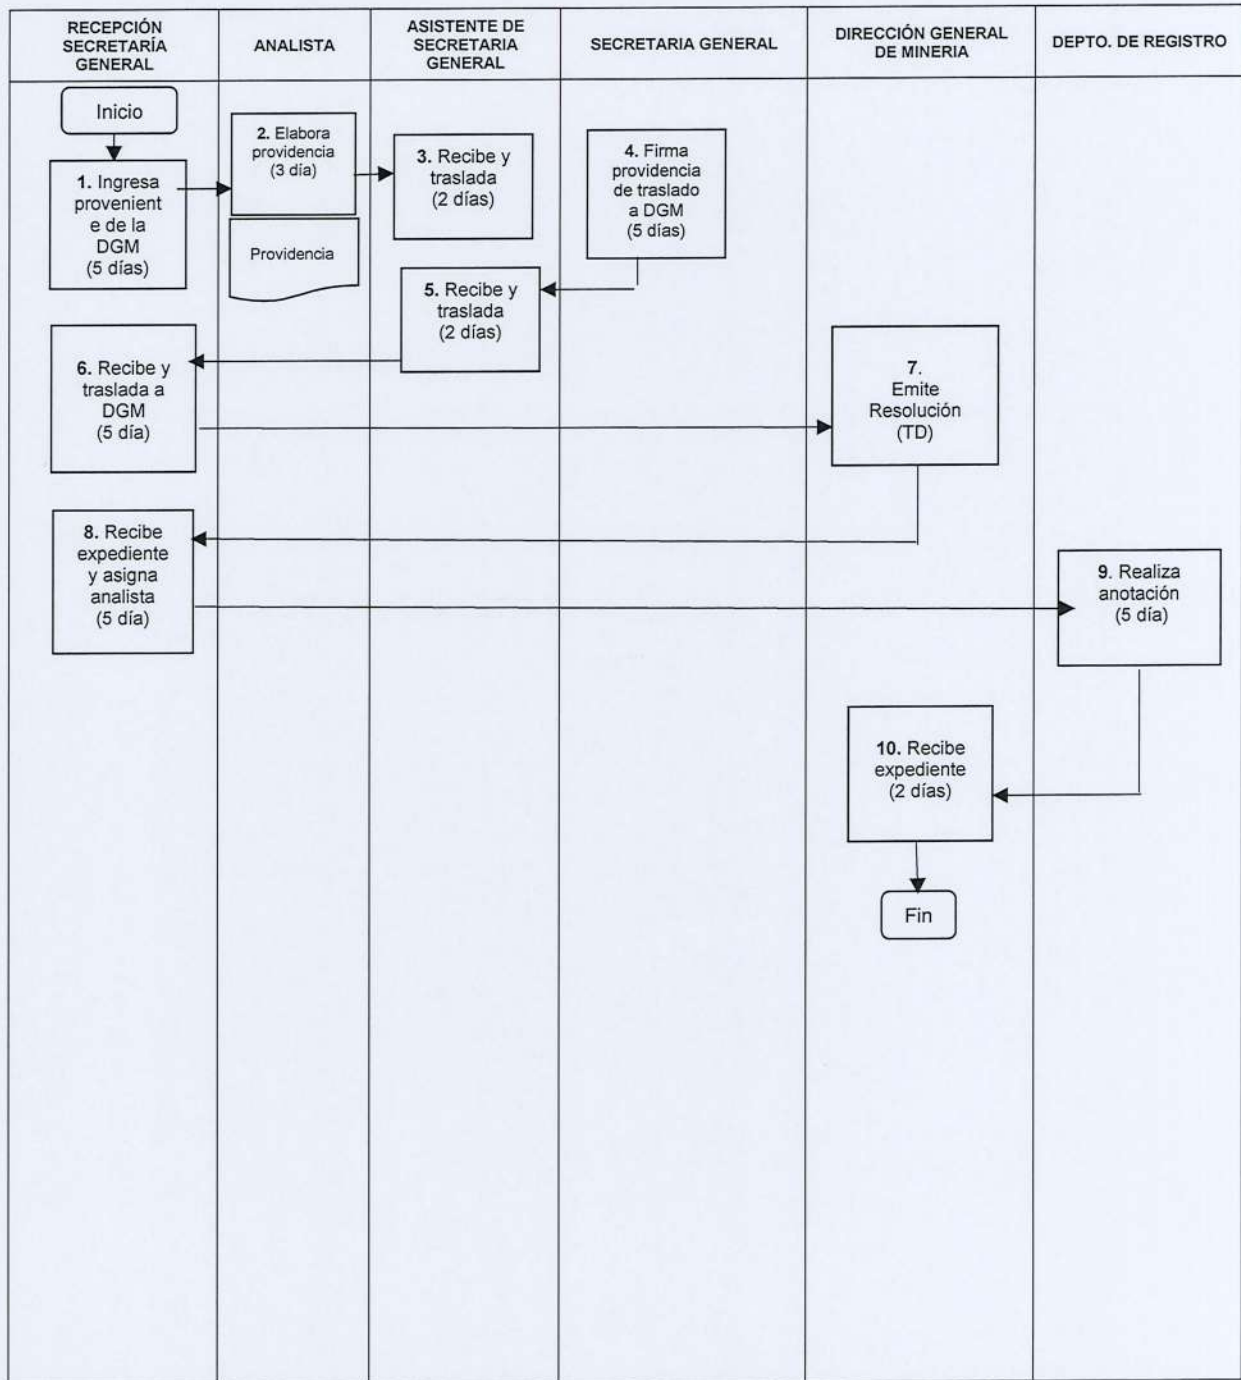 RECEPCIÓN
SECRETARÍA
GENERAL
ANALISTA
ASISTENTE DE
SECRETARIA
GENERAL
SECRETARIA GENERAL
DIRECCIÓN GENERAL
DE MINERIA
DEPTO. DE REGISTRO
Inicio
1. Ingresa
provenient
e de la
DGM
(5 días)
2. Elabora
providencia
(3 día)
Providencia
3. Recibe y
traslada
(2 días)
4. Firma
providencia
de traslado
a DGM
(5 días)
5. Recibe y
traslada
(2 días)
6. Recibe y
traslada a
DGM
(5 día)
7.
Emite
Resolución
(TD)
8. Recibe
expediente
y asigna
analista
(5 día)
9. Realiza
anotación
(5 día)
10. Recibe
expediente
(2 días)
Fin